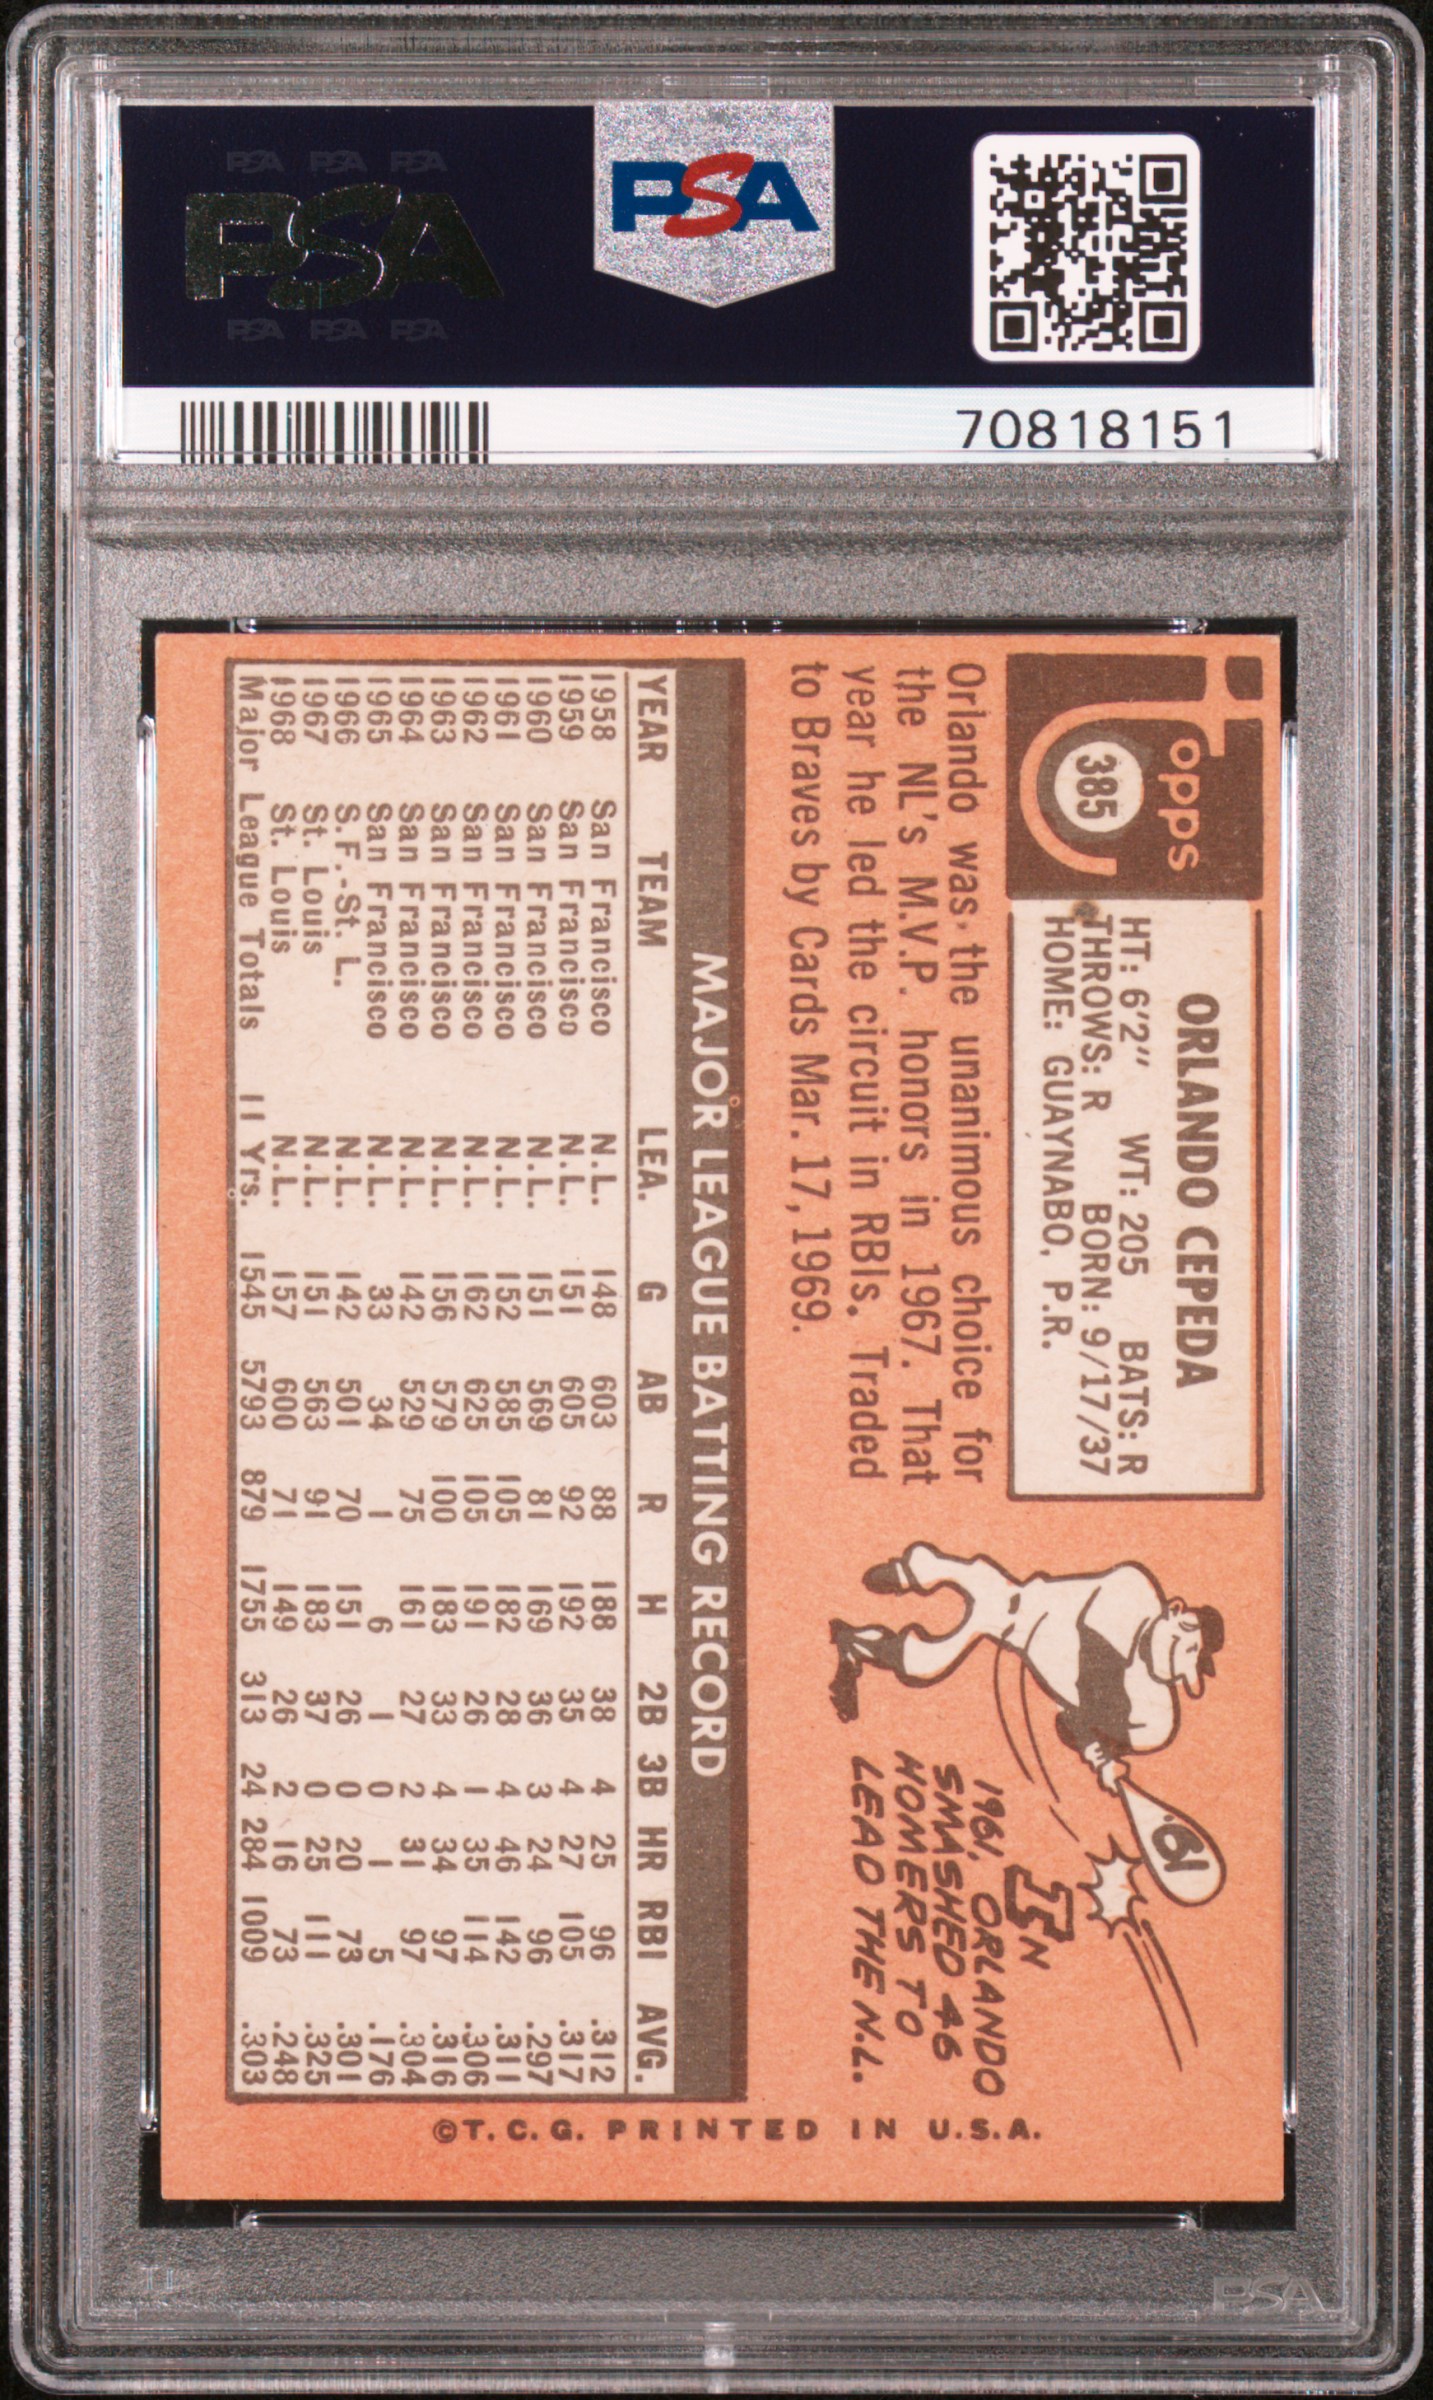 PSA PSA PSA
PSA
PSA PSA PSA
PSA
70818151
Topps
385
ORLANDO CEPEDA
HT: 6'2" WT: 205 BATS: R
THROWS: R BORN: 9/17/37
HOME: GUAYNABO, P.R.
Orlando was the unanimous choice for
the NL's M.V.P. honors in 1967. That
year he led the circuit in RBIs. Traded
to Braves by Cards Mar. 17, 1969.
'61
IN
1961, ORLANDO
SMASHED 46
HOMERS TO
LEAD THE N.L.
MAJOR LEAGUE BATTING RECORD
YEAR TEAM LEA. G AB R H 2B 3B HR RBI AVG.
1958 San Francisco N.L. 148 603 88 188 38 4 25 96 .312
1959 San Francisco N.L. 151 605 92 192 35 4 27 105 .317
1960 San Francisco N.L. 151 569 81 169 36 3 24 96 .297
1961 San Francisco N.L. 152 585 105 182 28 4 46 142 .311
1962 San Francisco N.L. 162 625 105 191 26 1 35 114 .306
1963 San Francisco N.L. 156 579 100 183 33 4 34 97 .316
1964 San Francisco N.L. 142 529 75 161 27 2 31 97 .304
1965 San Francisco N.L. 33 34 1 6 1 0 1 5 .176
1966 S.F.-St. L. N.L. 142 501 70 151 26 0 20 73 .301
1967 St. Louis N.L. 151 563 91 183 37 0 25 111 .325
1968 St. Louis N.L. 157 600 71 149 26 2 16 73 .248
Major League Totals 11 Yrs. 1545 5793 879 1755 313 24 284 1009 .303
©T.C.G. PRINTED IN U.S.A.
PSA